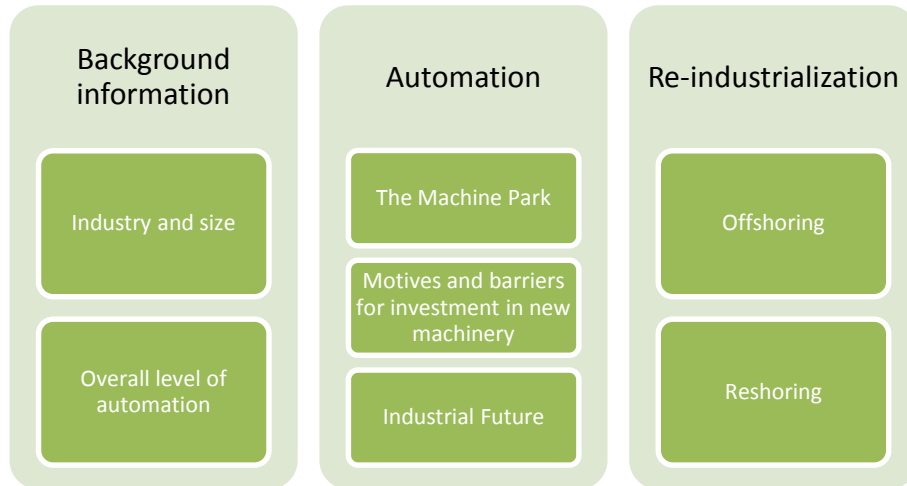 Background
information
Industry and size
Overall level of
automation
Automation
The Machine Park
Motives and barriers
for investment in new
machinery
Industrial Future
Re-industrialization
Offshoring
Reshoring